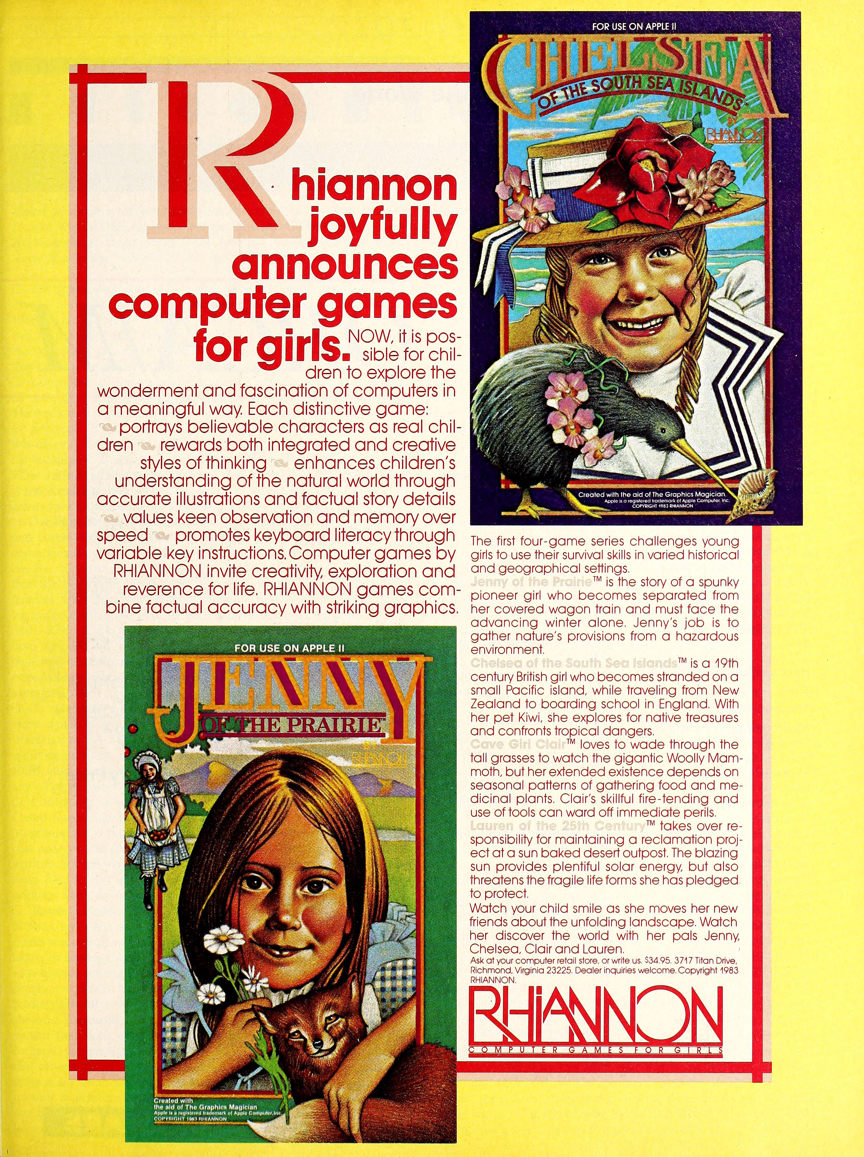 Rhiannon
joyfully
announces
computer games
for girls. NOW, it is pos-
sible for chil-
dren to explore the
wonderment and fascination of computers in
a meaningful way. Each distinctive game:
portrays believable characters as real chil-
dren rewards both integrated and creative
styles of thinking enhances children's
understanding of the natural world through
accurate illustrations and factual story details
values keen observation and memory over
speed promotes keyboard literacy through
variable key instructions. Computer games by
RHIANNON invite creativity, exploration and
reverence for life. RHIANNON games com-
bine factual accuracy with striking graphics.
FOR USE ON APPLE II
JENNY
OF THE PRAIRIE™
BY
RHIANNON
Created with
the aid of The Graphics Magician
Apple is a registered trademark of Apple Computer, Inc.
COPYRIGHT 1983 RHIANNON
FOR USE ON APPLE II
CHELSEA
OF THE SOUTH SEA ISLANDS™
BY
RHIANNON
Created with the aid of The Graphics Magician.
Apple is a registered trademark of Apple Computer, Inc.
COPYRIGHT 1983 RHIANNON
The first four-game series challenges young
girls to use their survival skills in varied historical
and geographical settings.
Jenny of the Prairie™ is the story of a spunky
pioneer girl who becomes separated from
her covered wagon train and must face the
advancing winter alone. Jenny's job is to
gather nature's provisions from a hazardous
environment.
Chelsea of the South Sea Islands™ is a 19th
century British girl who becomes stranded on a
small Pacific island, while traveling from New
Zealand to boarding school in England. With
her pet Kiwi, she explores for native treasures
and confronts tropical dangers.
Cave Girl Clair™ loves to wade through the
tall grasses to watch the gigantic Woolly Mam-
moth, but her extended existence depends on
seasonal patterns of gathering food and me-
dicinal plants. Clair's skillful fire-tending and
use of tools can ward off immediate perils.
Lauren of the 25th Century™ takes over re-
sponsibility for maintaining a reclamation proj-
ect at a sun baked desert outpost. The blazing
sun provides plentiful solar energy, but also
threatens the fragile life forms she has pledged
to protect.
Watch your child smile as she moves her new
friends about the unfolding landscape. Watch
her discover the world with her pals Jenny,
Chelsea, Clair and Lauren.
Ask at your computer retail store, or write us. $34.95. 3717 Titan Drive,
Richmond, Virginia 23225. Dealer inquiries welcome. Copyright 1983
RHIANNON.
RHIANNON
COMPUTER GAMES FOR GIRLS